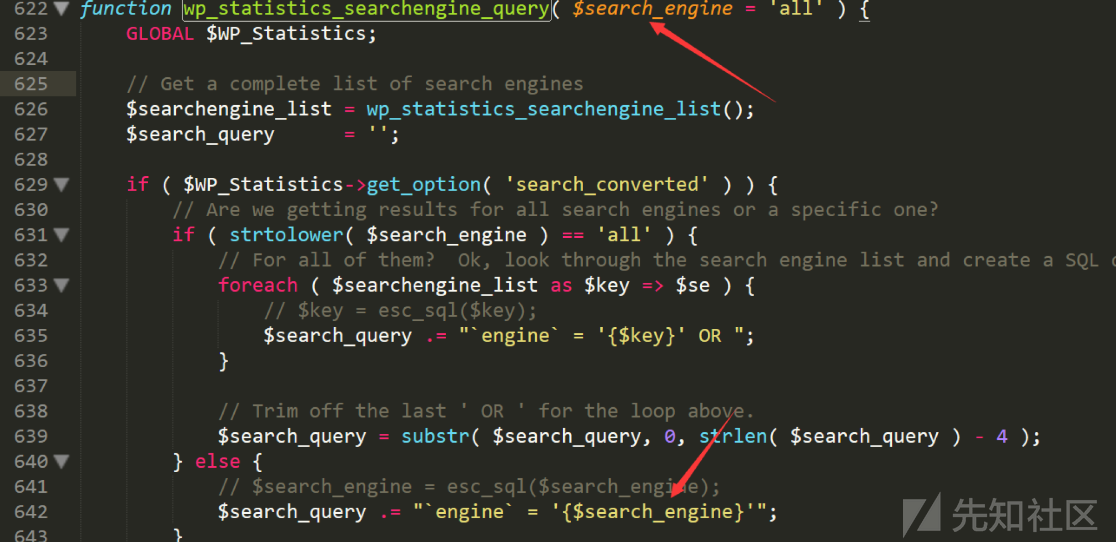 622 function wp_statistics_searchengine_query( $search_engine = 'all' ) {
623 GLOBAL $WP_Statistics;
624
625 // Get a complete list of search engines
626 $searchengine_list = wp_statistics_searchengine_list();
627 $search_query = '';
628
629 if ( $WP_Statistics->get_option( 'search_converted' ) ) {
630 // Are we getting results for all search engines or a specific one?
631 if ( strtolower( $search_engine ) == 'all' ) {
632 // For all of them? Ok, look through the search engine list and create a SQL
633 foreach ( $searchengine_list as $key => $se ) {
634 // $key = esc_sql($key);
635 $search_query .= "`engine` = '{$key}' OR ";
636 }
637
638 // Trim off the last ' OR ' for the loop above.
639 $search_query = substr( $search_query, 0, strlen( $search_query ) - 4 );
640 } else {
641 // $search_engine = esc_sql($search_engine);
642 $search_query .= "`engine` = '{$search_engine}'";
643 }
先知社区